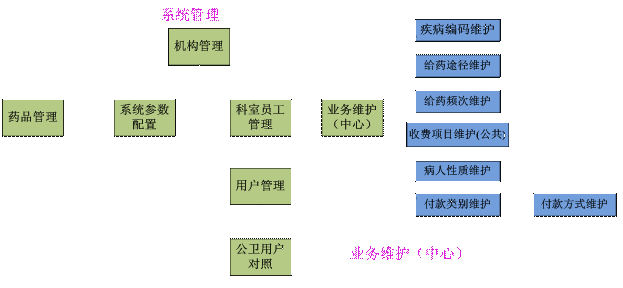 系统管理
机构管理
疾病编码维护
给药途径维护
给药频次维护
药品管理
系统参数
配置
科室员工
管理
业务维护
（中心）
收费项目维护(公共)
病人性质维护
用户管理
付款类别维护
付款方式维护
公卫用户
对照
业务维护（中心）